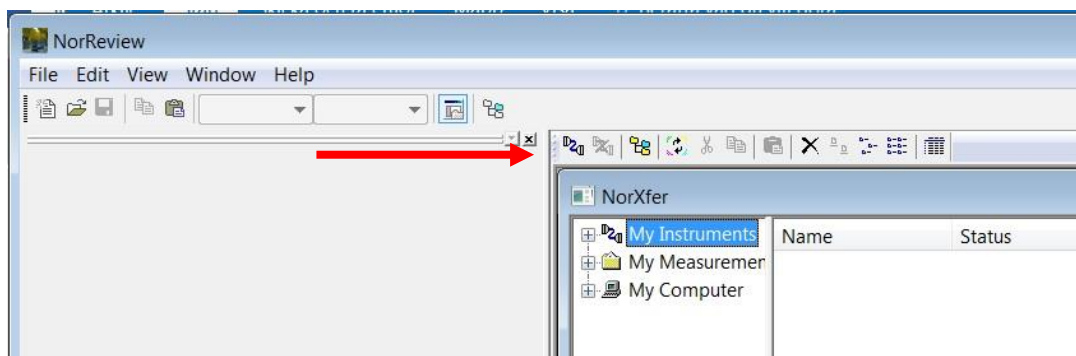 NorReview
File Edit View Window Help
NorXfer
My Instruments Name Status
My Measuremen
My Computer